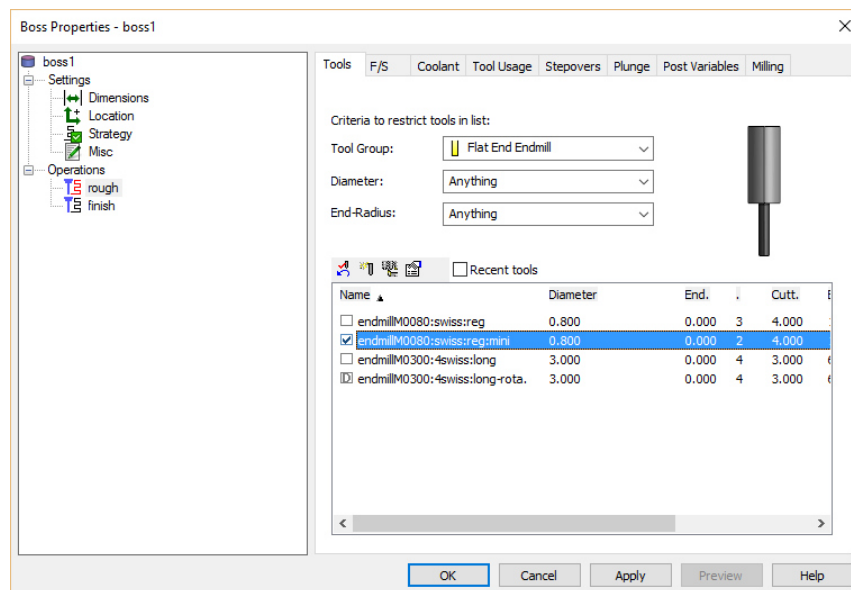 Boss Properties - boss1
boss1
Settings
Dimensions
Location
Strategy
Misc
Operations
rough
finish
Tools F/S Coolant Tool Usage Stepovers Plunge Post Variables Milling
Criteria to restrict tools in list:
Tool Group: Flat End Endmill
Diameter: Anything
End-Radius: Anything
Recent tools
Name Diameter End. . Cutt.
endmillM0080:swiss:reg 0.800 0.000 3 4.000
endmillM0080:swiss:reg:mini 0.800 0.000 2 4.000
endmillM0300:4swiss:long 3.000 0.000 4 3.000
D endmillM0300:4swiss:long-rota. 3.000 0.000 4 3.000
OK Cancel Apply Preview Help